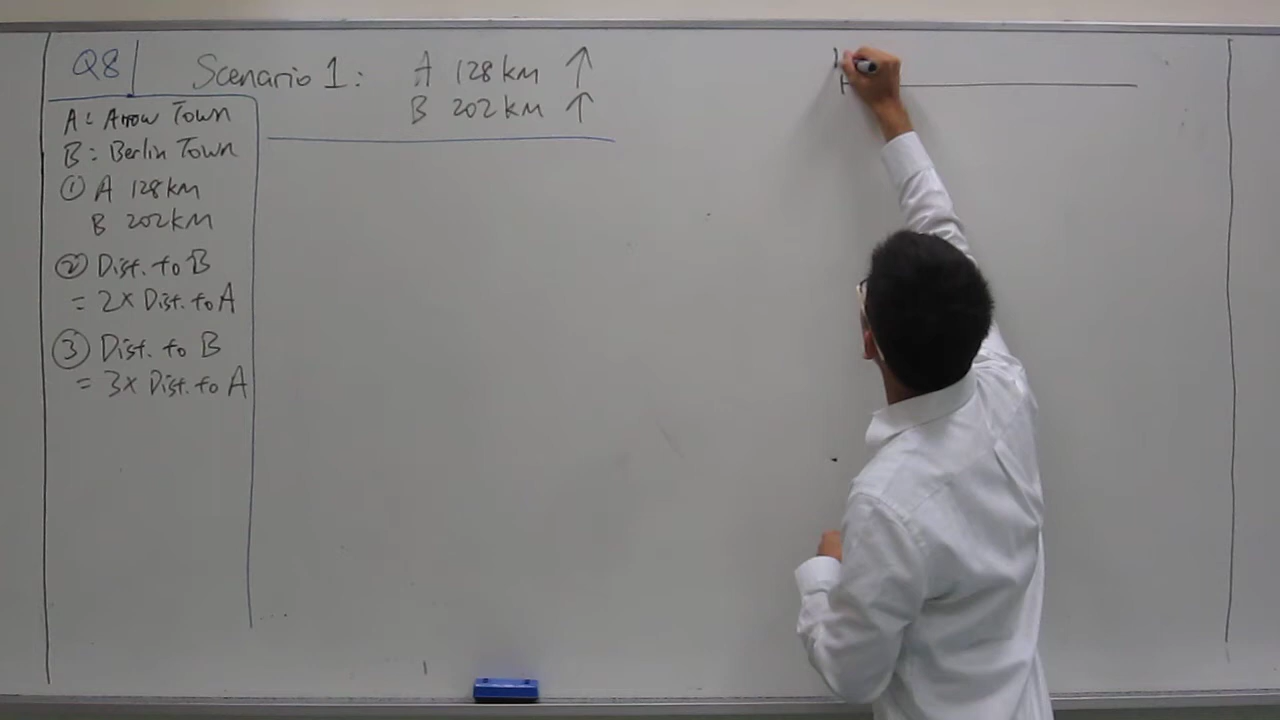 Q8
Scenario 1: A 128 km ↑
B 202 km ↑
A: Arrow Town
B: Berlin Town
① A 128 km
B 202 km
② Dist. to B
= 2× Dist. to A
③ Dist. to B
= 3× Dist. to A